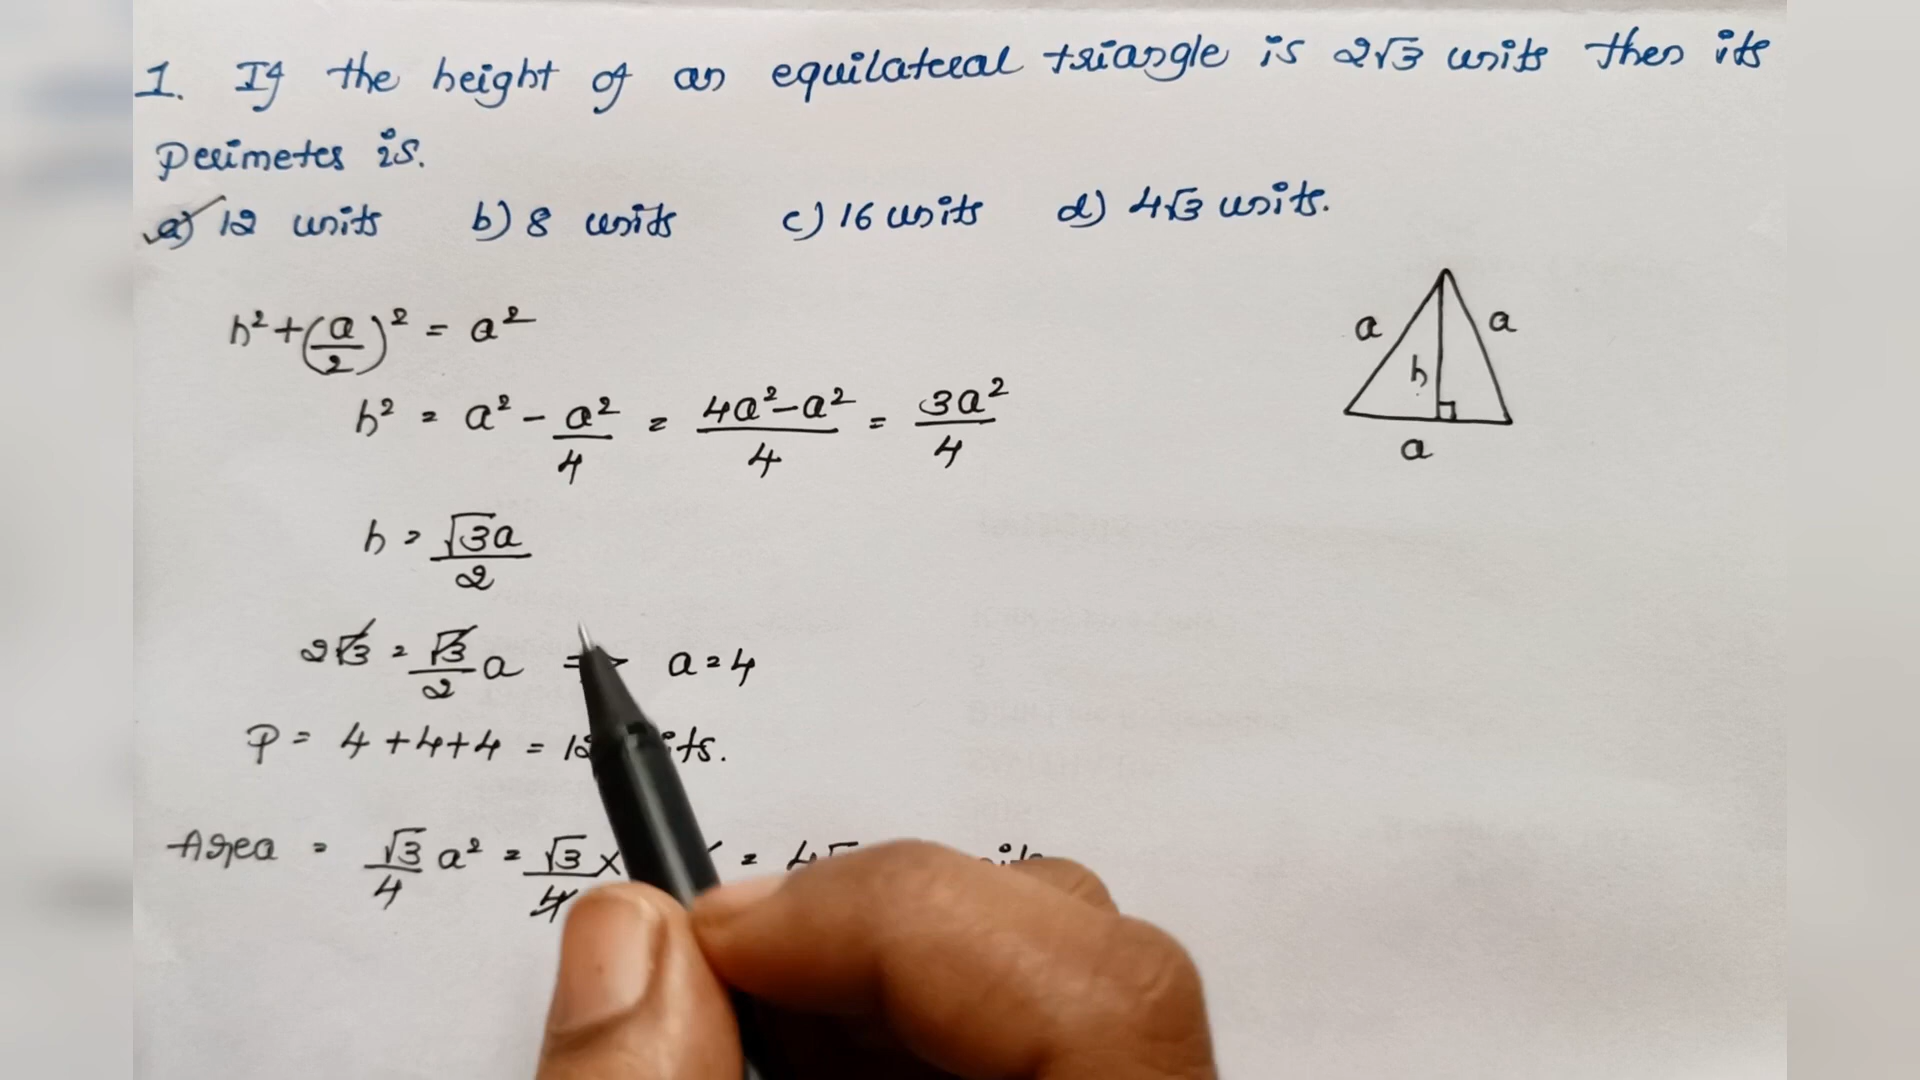 1. If the height of an equilateral triangle is 2√3 units then its
Perimeter is.
a) 12 units b) 8 units c) 16 units d) 4√3 units.
h² + (a/2)² = a²
h² = a² - a²/4 = (4a² - a²)/4 = 3a²/4
a a
h
a
h = √3a/2
2√3 = √3/2 a ⇒ a = 4
P = 4 + 4 + 4 = 12
Area = √3/4 a² = √3/4 × = 4√